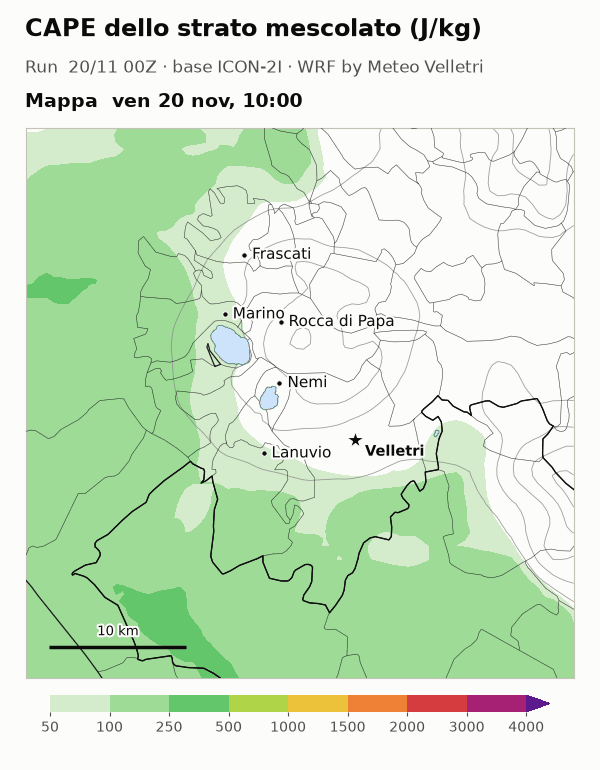 CAPE dello strato mescolato (J/kg)
Run  20/11 00Z · base ICON-2I · WRF by Meteo Velletri
Mappa  ven 20 nov, 10:00
Frascati
Marino
Rocca di Papa
Nemi
Velletri
Lanuvio
10 km
50 100 250 500 1000 1500 2000 3000 4000